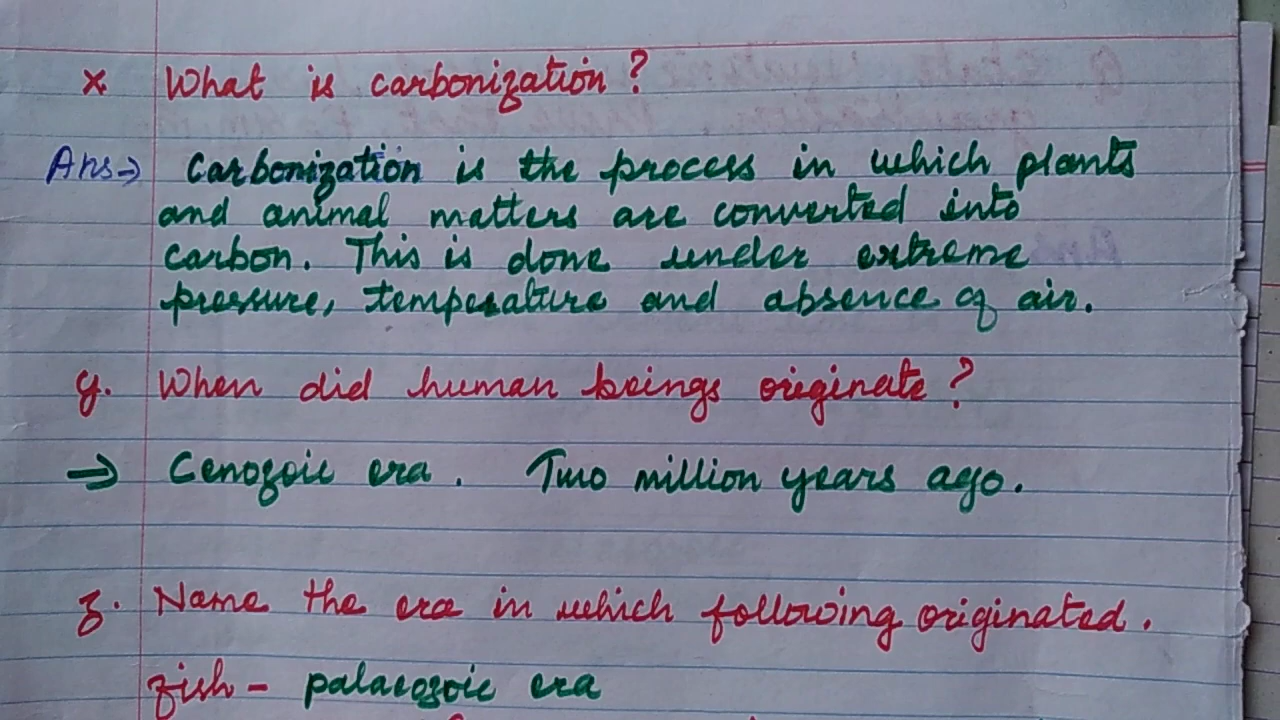 x What is carbonization?
Ans→ Carbonization is the process in which plants
and animal matters are converted into
carbon. This is done under extreme
pressure, temperature and absence of air.
y. When did human beings originate?
⇒ Cenozoic era. Two million years ago.
z. Name the era in which following originated.
fish - palaeozoic era